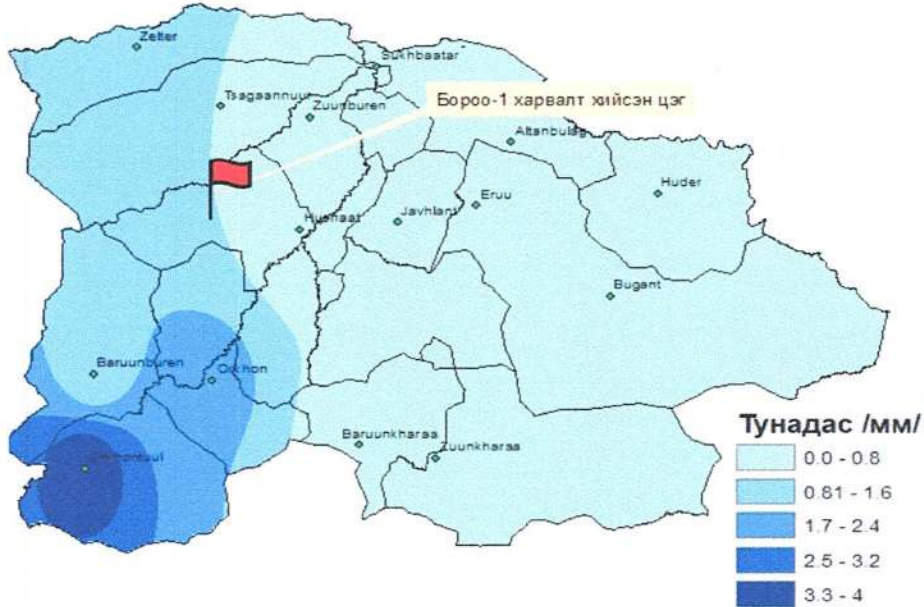 Zelter
Sukhbaatar
Tsagaannuur
Zuunburen
Бороо-1 харвалт хийсэн цэг
Altanbulag
Huder
Eruu
Javhlant
Hushaat
Bugant
Baruunburen
Orkhon
Тунадас /мм/
Baruunkharaa
Zuunkharaa
0.0 - 0.8
0.81 - 1.6
1.7 - 2.4
2.5 - 3.2
3.3 - 4